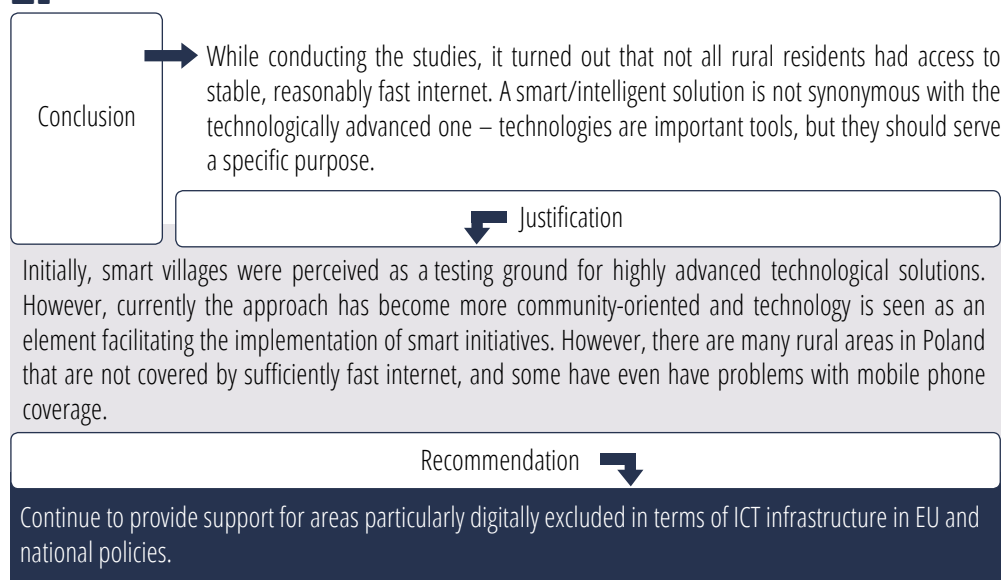 Conclusion
While conducting the studies, it turned out that not all rural residents had access to
stable, reasonably fast internet. A smart/intelligent solution is not synonymous with the
technologically advanced one – technologies are important tools, but they should serve
a specific purpose.
Justification
Initially, smart villages were perceived as a testing ground for highly advanced technological solutions.
However, currently the approach has become more community-oriented and technology is seen as an
element facilitating the implementation of smart initiatives. However, there are many rural areas in Poland
that are not covered by sufficiently fast internet, and some have even have problems with mobile phone
coverage.
Recommendation
Continue to provide support for areas particularly digitally excluded in terms of ICT infrastructure in EU and
national policies.